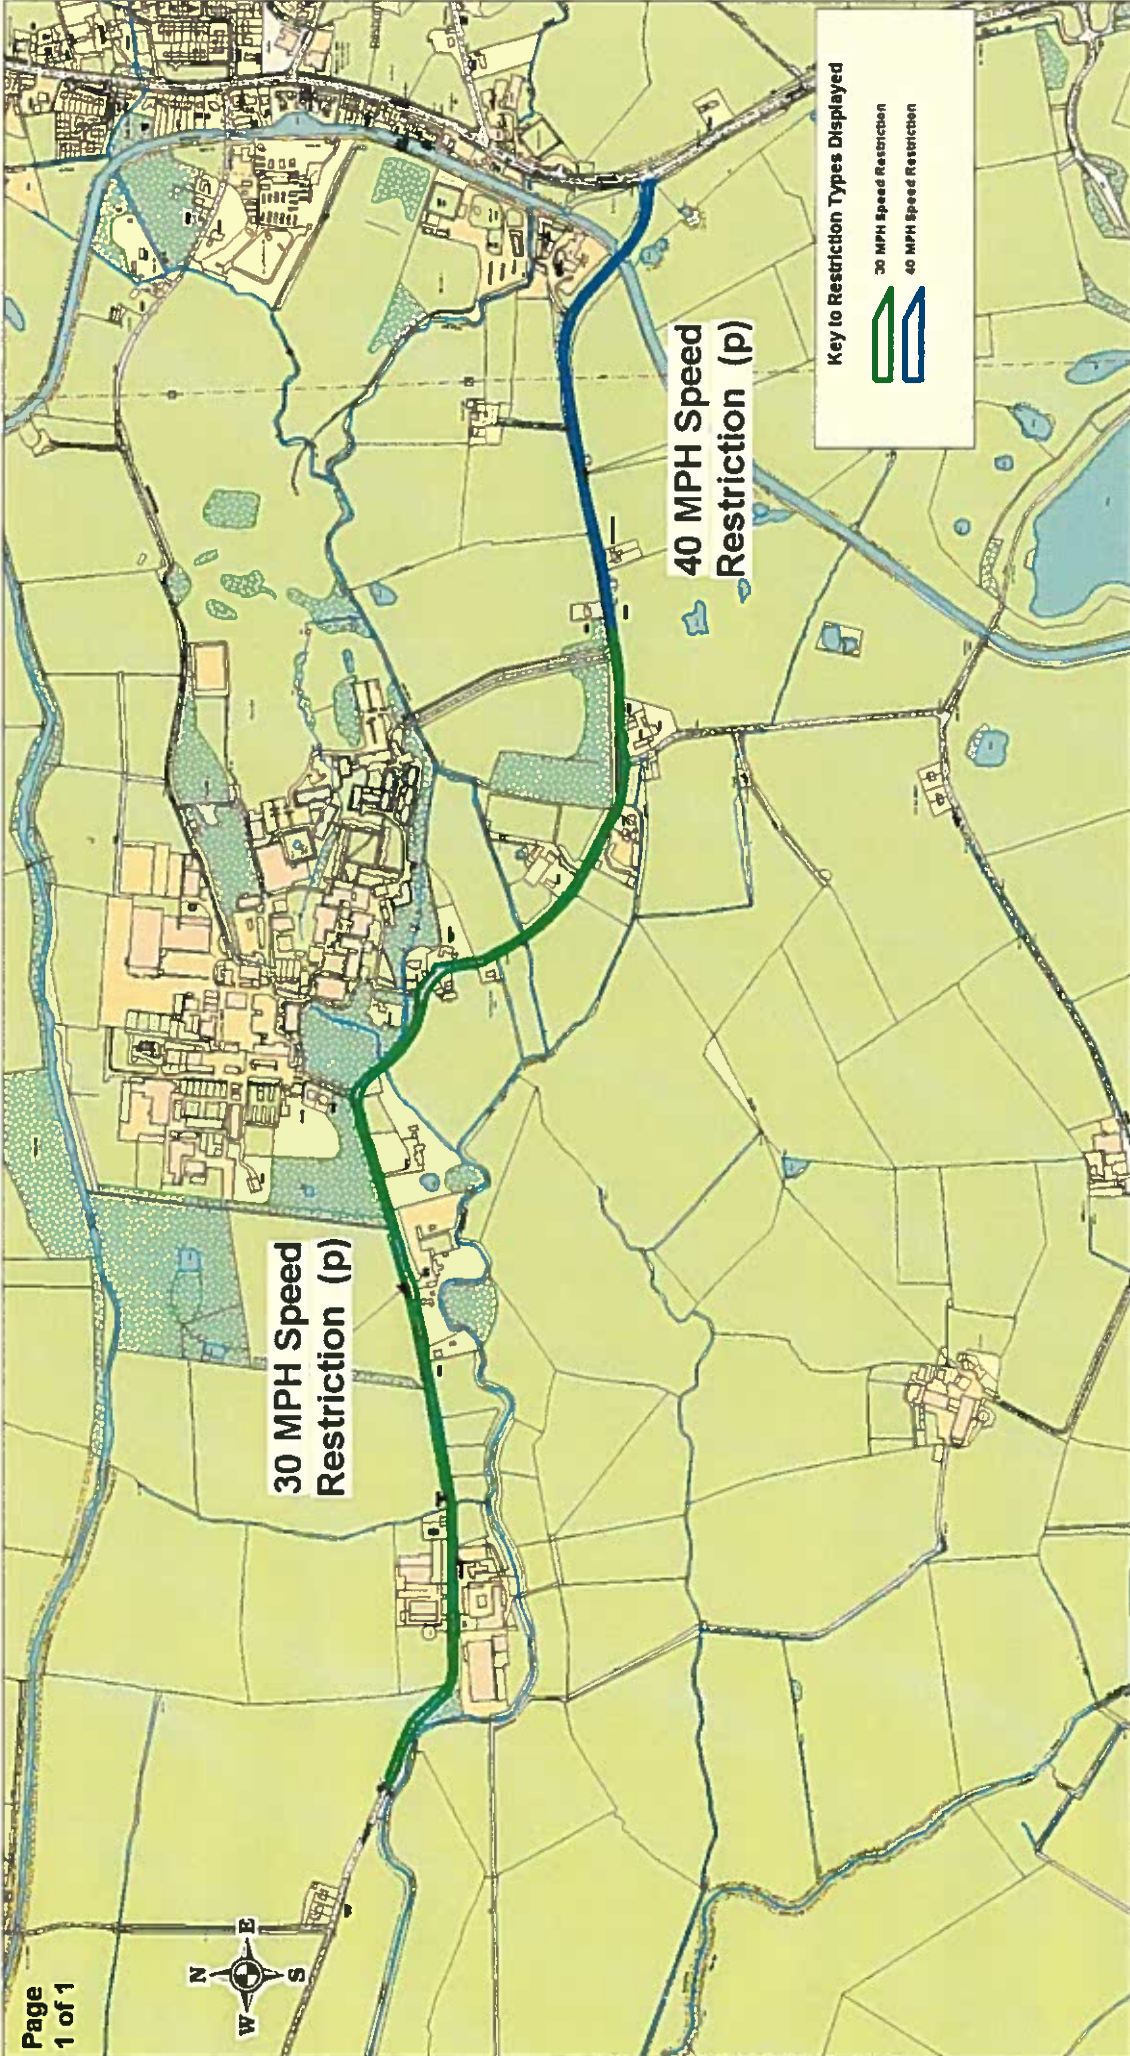 Page
1 of 1
N
W
E
S
30 MPH Speed
Restriction (p)
40 MPH Speed
Restriction (p)
Key to Restriction Types Displayed
30 MPH Speed Restriction
40 MPH Speed Restriction